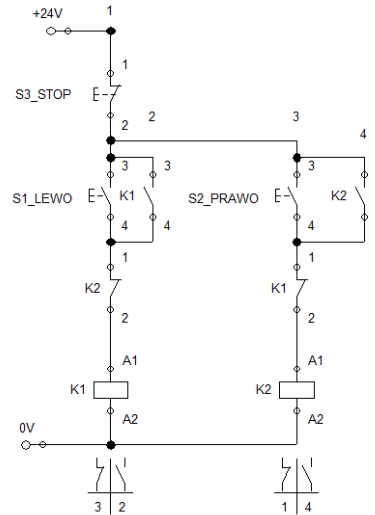 1
+24V
1
S3_STOP
2 2 3
4
3 3 3
S1_LEWO K1 S2_PRAWO K2
4 4 4
1 1
K2 K1
2 2
A1 A1
K1 K2
A2 A2
0V
3 2 1 4